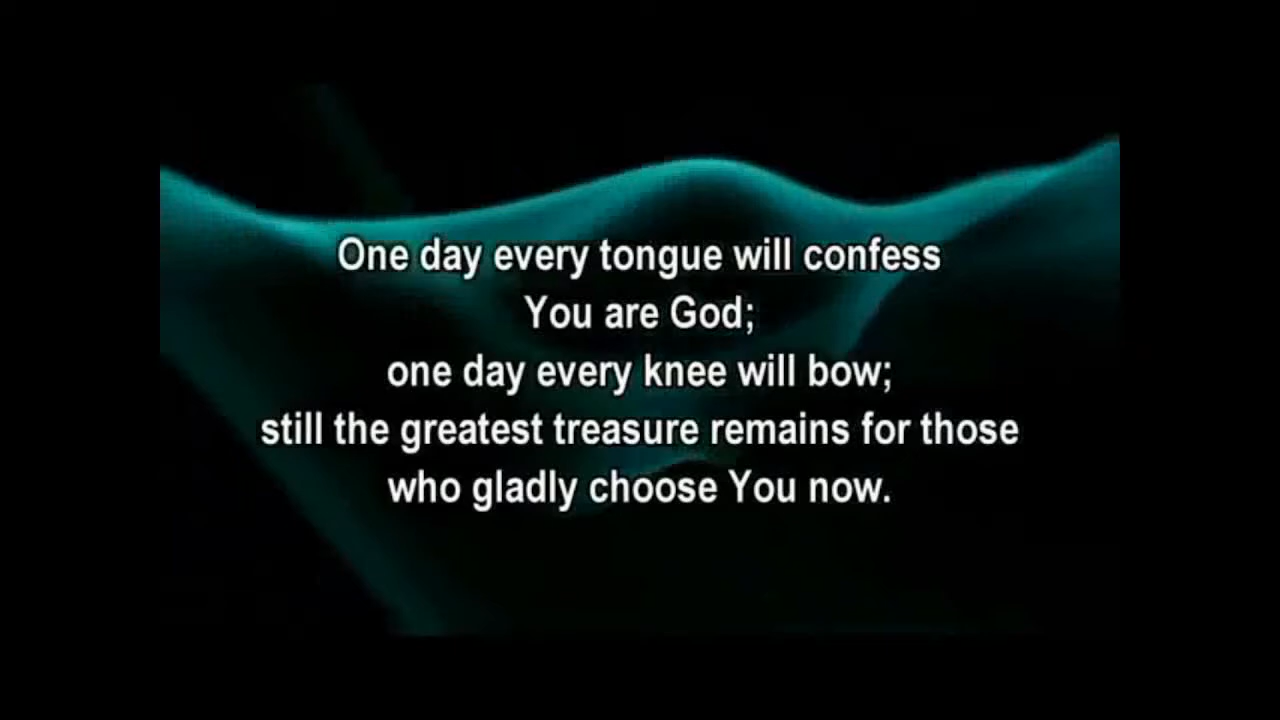 One day every tongue will confess
You are God;
one day every knee will bow;
still the greatest treasure remains for those
who gladly choose You now.